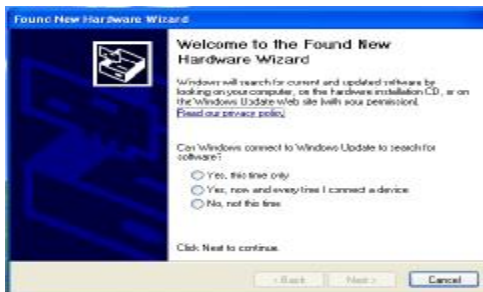 Found New Hardware Wizard
Welcome to the Found New
Hardware Wizard
Windows will search for current and updated software by
looking on your computer, on the hardware installation CD, or on
the Windows Update Web site (with your permission).
Read our privacy policy
Can Windows connect to Windows Update to search for
software?
Yes, this time only
Yes, now and every time I connect a device
No, not this time
Click Next to continue.
< Back
Next >
Cancel